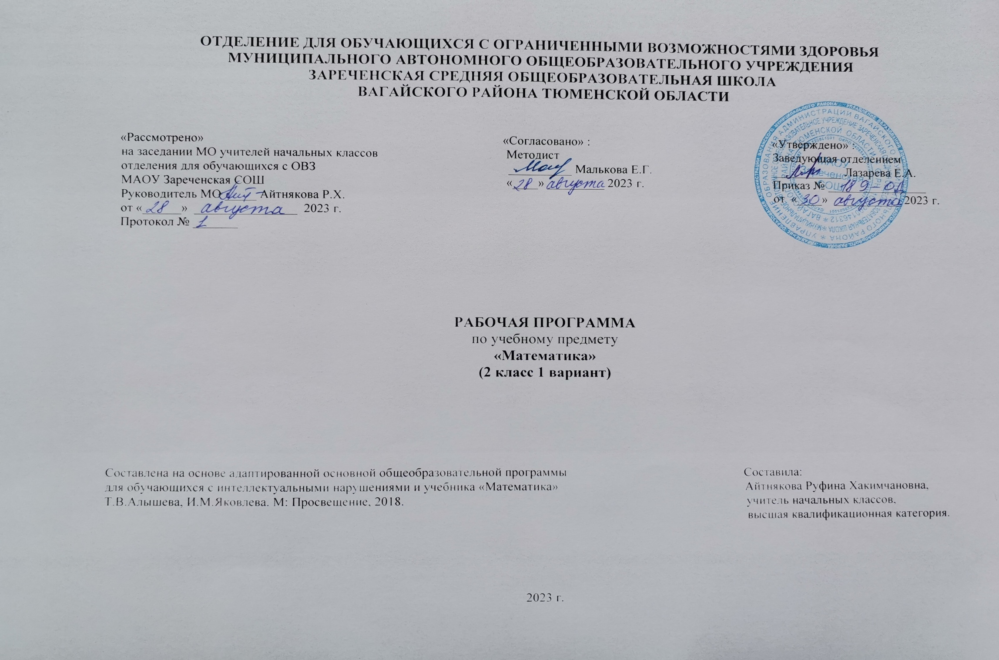 ОТДЕЛЕНИЕ ДЛЯ ОБУЧАЮЩИХСЯ С ОГРАНИЧЕННЫМИ ВОЗМОЖНОСТЯМИ ЗДОРОВЬЯ
МУНИЦИПАЛЬНОГО АВТОНОМНОГО ОБЩЕОБРАЗОВАТЕЛЬНОГО УЧРЕЖДЕНИЯ
ЗАРЕЧЕНСКАЯ СРЕДНЯЯ ОБЩЕОБРАЗОВАТЕЛЬНАЯ ШКОЛА
ВАГАЙСКОГО РАЙОНА ТЮМЕНСКОЙ ОБЛАСТИ
«Рассмотрено»
на заседании МО учителей начальных классов
отделения для обучающихся с ОВЗ
МАОУ Зареченская СОШ
Руководитель МО Айтнякова Р.Х.
от «28» августа 2023 г.
Протокол № 1
«Согласовано» :
Методист
Малькова Е.Г.
«28» августа 2023 г.
«Утверждено» :
Заведующая отделением
Лазарева Е.А.
Приказ № 189-ОД
от «30» августа 2023 г.
МАОУ
Зареченская
СОШ
РАБОЧАЯ ПРОГРАММА
по учебному предмету
«Математика»
(2 класс 1 вариант)
Составлена на основе адаптированной основной общеобразовательной программы
для обучающихся с интеллектуальными нарушениями и учебника «Математика»
Т.В.Алышева, И.М.Яковлева. М: Просвещение, 2018.
Составила:
Айтнякова Руфина Хакимчановна,
учитель начальных классов,
высшая квалификационная категория.
2023 г.